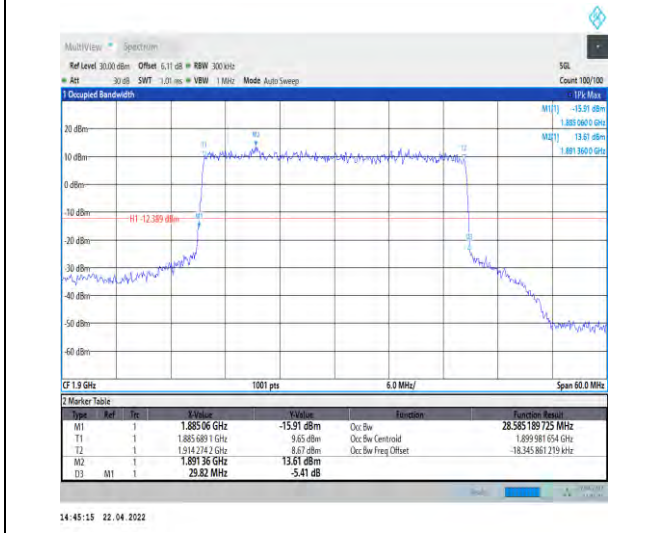 MultiView Spectrum
Ref Level 30.00 dBm Offset 6.11 dB RBW 300 kHz SGL
Att 30 dB SWT 1.01 ms VBW 1 MHz Mode Auto Sweep Count 100/100
1 Occupied Bandwidth 1Pk Max
M1[1] -15.91 dBm
1.885 060 0 GHz
M2[1] 13.61 dBm
1.891 360 0 GHz
20 dBm
M2
T1
T2
10 dBm
0 dBm
-10 dBm
H1 -12.389 dBm
M1
-20 dBm
D3
-30 dBm
-40 dBm
-50 dBm
-60 dBm
CF 1.9 GHz 1001 pts 6.0 MHz/ Span 60.0 MHz
2 Marker Table
Type Ref Trc X-Value Y-Value Function Function Result
M1 1 1.885 06 GHz -15.91 dBm Occ Bw 28.585 189 725 MHz
T1 1 1.885 689 1 GHz 9.65 dBm Occ Bw Centroid 1.899 981 654 GHz
T2 1 1.914 274 2 GHz 8.67 dBm Occ Bw Freq Offset -18.345 861 219 kHz
M2 1 1.891 36 GHz 13.61 dBm
D3 M1 1 29.82 MHz -5.41 dB
14:45:15 22.04.2022